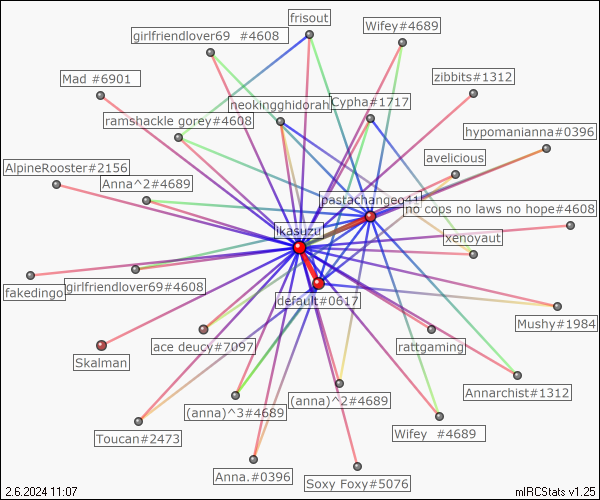 frisout
girlfriendlover69 #4608
Wifey#4689
Mad #6901
zibbits#1312
neokingghidorah
Cypha#1717
ramshackle gorey#4608
hypomanianna#0396
AlpineRooster#2156
avelicious
Anna^2#4689
pastachangeq41
no cops no laws no hope#4608
ikasuzu
xenoyaut
fakedingo
girlfriendlover69#4608
default#0617
Mushy#1984
Skalman
ace deucy#7097
rattgaming
Annarchist#1312
(anna)^2#4689
(anna)^3#4689
Toucan#2473
Wifey #4689
Anna.#0396
Soxy Foxy#5076
2.6.2024 11:07
mIRCStats v1.25